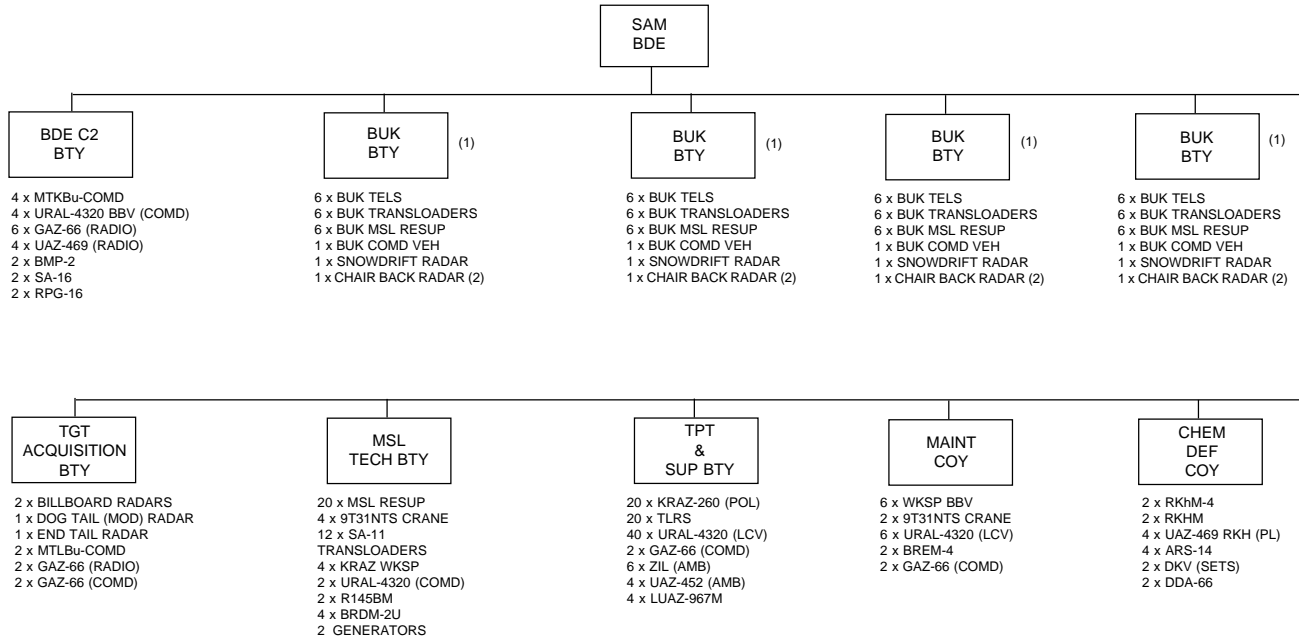 SAM
BDE
BDE C2
BTY
4 x MTKBu-COMD
4 x URAL-4320 BBV (COMD)
6 x GAZ-66 (RADIO)
4 x UAZ-469 (RADIO)
2 x BMP-2
2 x SA-16
2 x RPG-16
BUK
BTY
(1)
6 x BUK TELS
6 x BUK TRANSLOADERS
6 x BUK MSL RESUP
1 x BUK COMD VEH
1 x SNOWDRIFT RADAR
1 x CHAIR BACK RADAR (2)
BUK
BTY
(1)
6 x BUK TELS
6 x BUK TRANSLOADERS
6 x BUK MSL RESUP
1 x BUK COMD VEH
1 x SNOWDRIFT RADAR
1 x CHAIR BACK RADAR (2)
BUK
BTY
(1)
6 x BUK TELS
6 x BUK TRANSLOADERS
6 x BUK MSL RESUP
1 x BUK COMD VEH
1 x SNOWDRIFT RADAR
1 x CHAIR BACK RADAR (2)
BUK
BTY
(1)
6 x BUK TELS
6 x BUK TRANSLOADERS
6 x BUK MSL RESUP
1 x BUK COMD VEH
1 x SNOWDRIFT RADAR
1 x CHAIR BACK RADAR (2)
TGT
ACQUISITION
BTY
2 x BILLBOARD RADARS
1 x DOG TAIL (MOD) RADAR
1 x END TAIL RADAR
2 x MTLBu-COMD
2 x GAZ-66 (RADIO)
2 x GAZ-66 (COMD)
MSL
TECH BTY
20 x MSL RESUP
4 x 9T31NTS CRANE
12 x SA-11
TRANSLOADERS
4 x KRAZ WKSP
2 x URAL-4320 (COMD)
2 x R145BM
4 x BRDM-2U
2 GENERATORS
TPT
&
SUP BTY
20 x KRAZ-260 (POL)
20 x TLRS
40 x URAL-4320 (LCV)
2 x GAZ-66 (COMD)
6 x ZIL (AMB)
4 x UAZ-452 (AMB)
4 x LUAZ-967M
MAINT
COY
6 x WKSP BBV
2 x 9T31NTS CRANE
6 x URAL-4320 (LCV)
2 x BREM-4
2 x GAZ-66 (COMD)
CHEM
DEF
COY
2 x RKhM-4
2 x RKHM
4 x UAZ-469 RKH (PL)
4 x ARS-14
2 x DKV (SETS)
2 x DDA-66